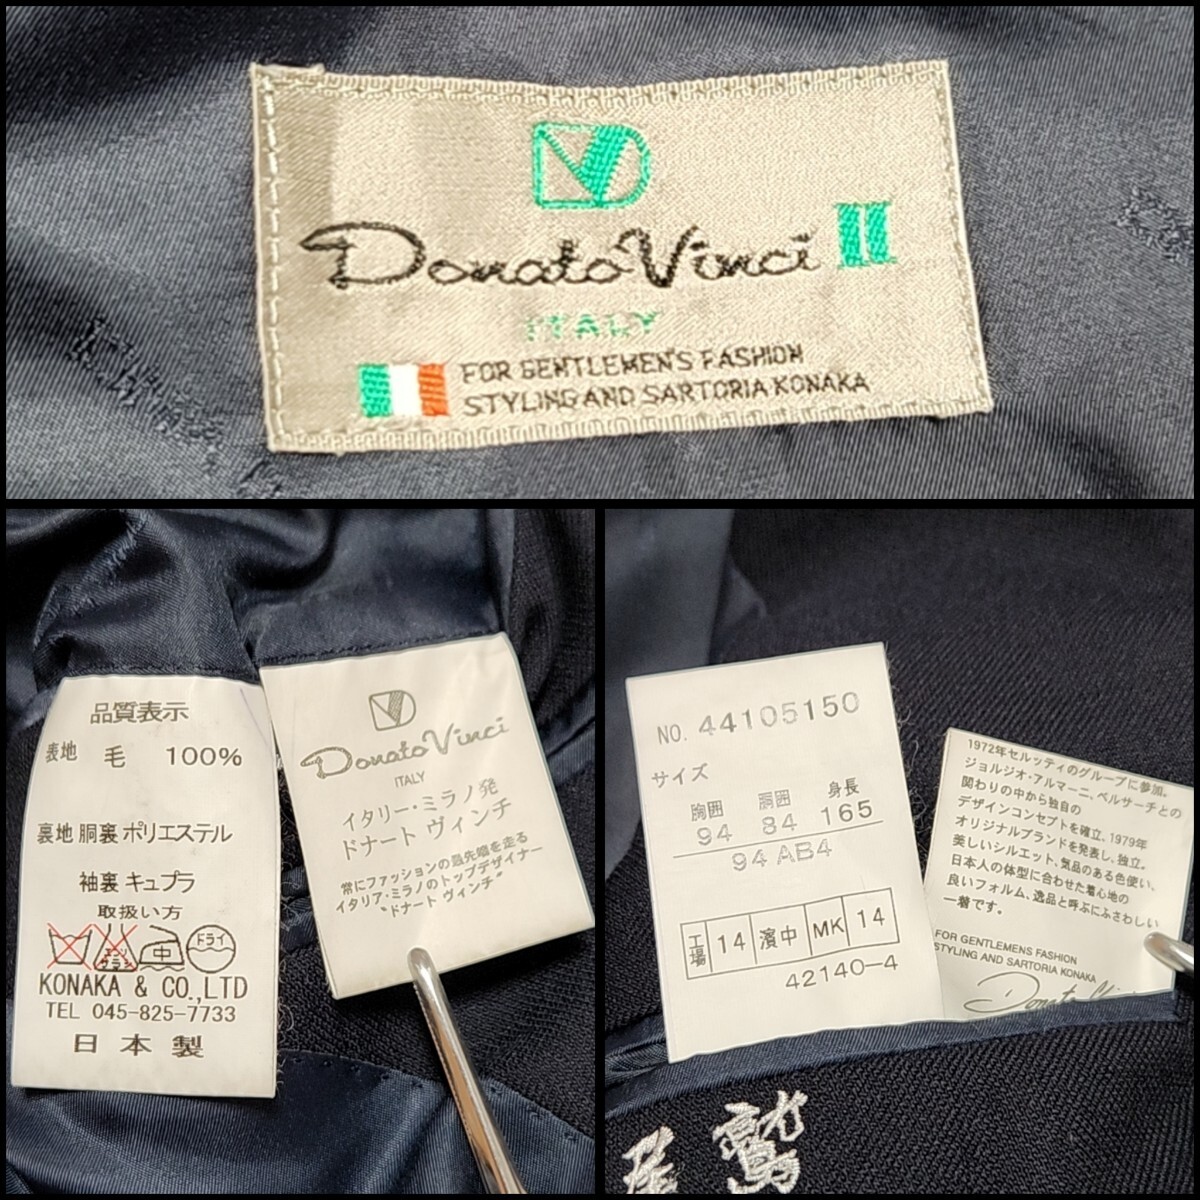 Donato Vinci II
ITALY
FOR GENTLEMEN'S FASHION
STYLING AND SARTORIA KONAKA
品質表示
表地 毛 100%
裏地 胴裏 ポリエステル
袖裏 キュプラ
取扱い方
中 ドライ
KONAKA & CO.,LTD
TEL 045-825-7733
日本製
Donato Vinci
ITALY
イタリー・ミラノ発
ドナート ヴィンチ
常にファッションの最先端を走る
イタリア・ミラノのトップデザイナー
"ドナート ヴィンチ"
NO. 44105150
サイズ
胸囲 胴囲 身長
94 84 165
94 AB4
工場 14 濱中 MK 14
42140-4
1972年セルッティのグループに参加。
ジョルジオ・アルマーニ、ベルサーチとの
関わりの中から独自の
デザインコンセプトを確立、1979年
オリジナルブランドを発表し、独立。
美しいシルエット、気品のある色使い、
日本人の体型に合わせた着心地の
良いフォルム、逸品と呼ぶにふさわしい
一着です。
FOR GENTLEMENS FASHION
STYLING AND SARTORIA KONAKA
Donato
尾鷲